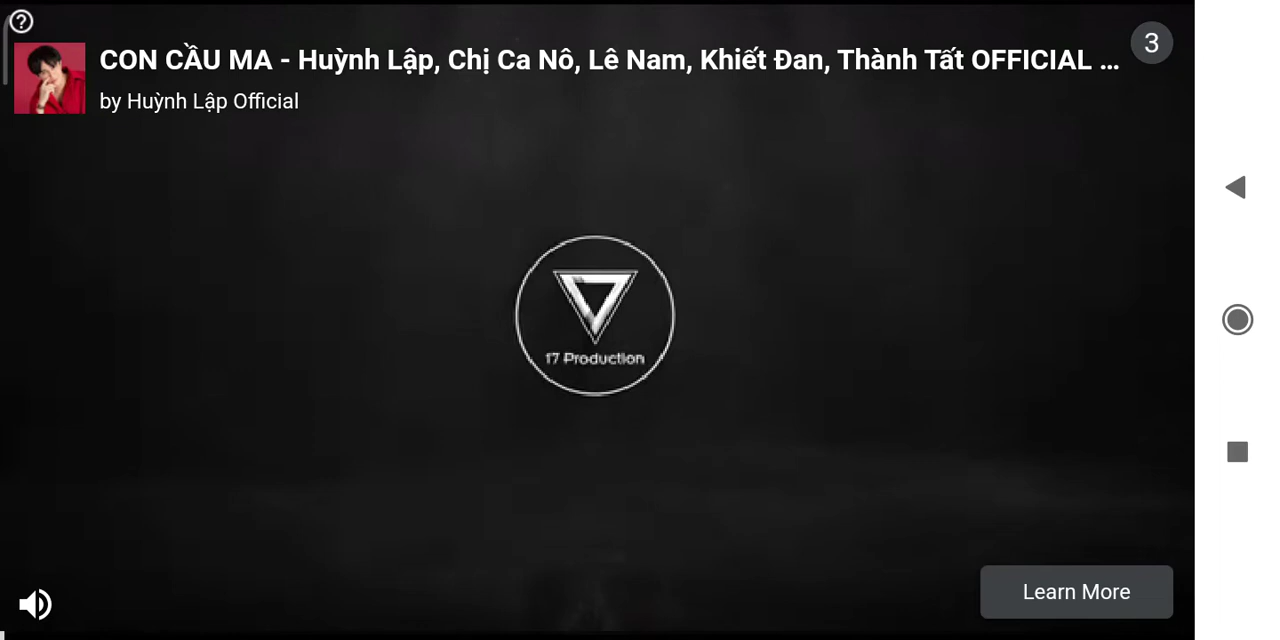 CON CẦU MA - Huỳnh Lập, Chị Ca Nô, Lê Nam, Khiết Đan, Thành Tất OFFICIAL ...
3
by Huỳnh Lập Official
17 Production
Learn More